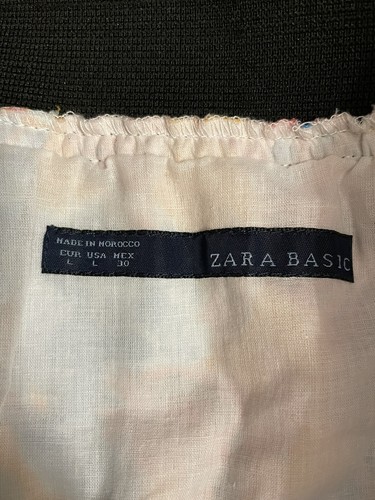 MADE IN MOROCCO
EUR USA MEX
L L 30
ZARA BASIC